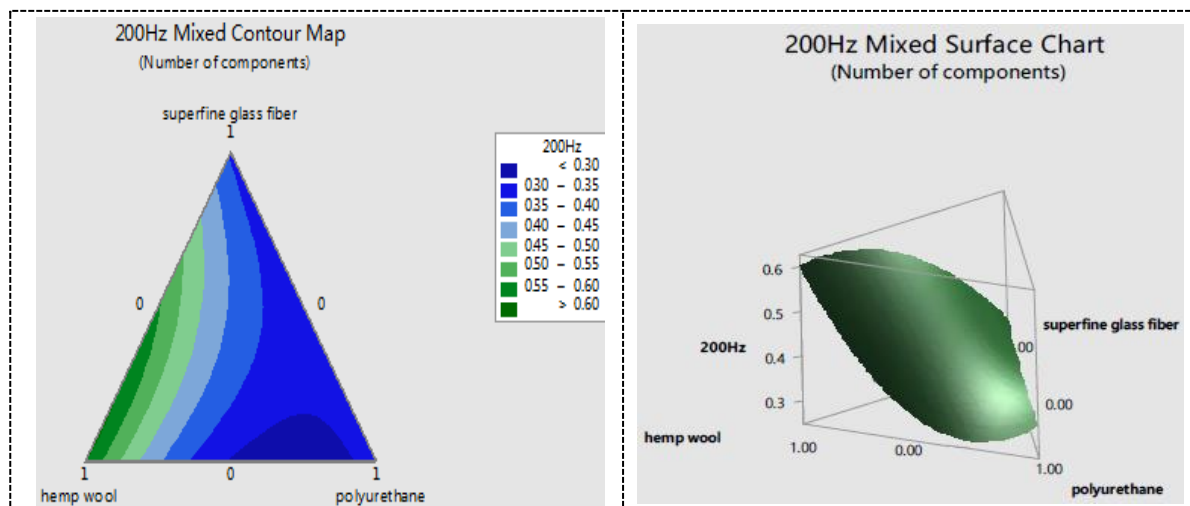 200Hz Mixed Contour Map
(Number of components)
superfine glass fiber
1
200Hz
< 0.30
0.30 – 0.35
0.35 – 0.40
0.40 – 0.45
0.45 – 0.50
0.50 – 0.55
0.55 – 0.60
> 0.60
0
0
1
0
1
hemp wool
polyurethane
200Hz Mixed Surface Chart
(Number of components)
0.6
0.5
superfine glass fiber
200Hz
00
0.4
0.3
0.00
hemp wool
1.00
0.00
1.00
polyurethane